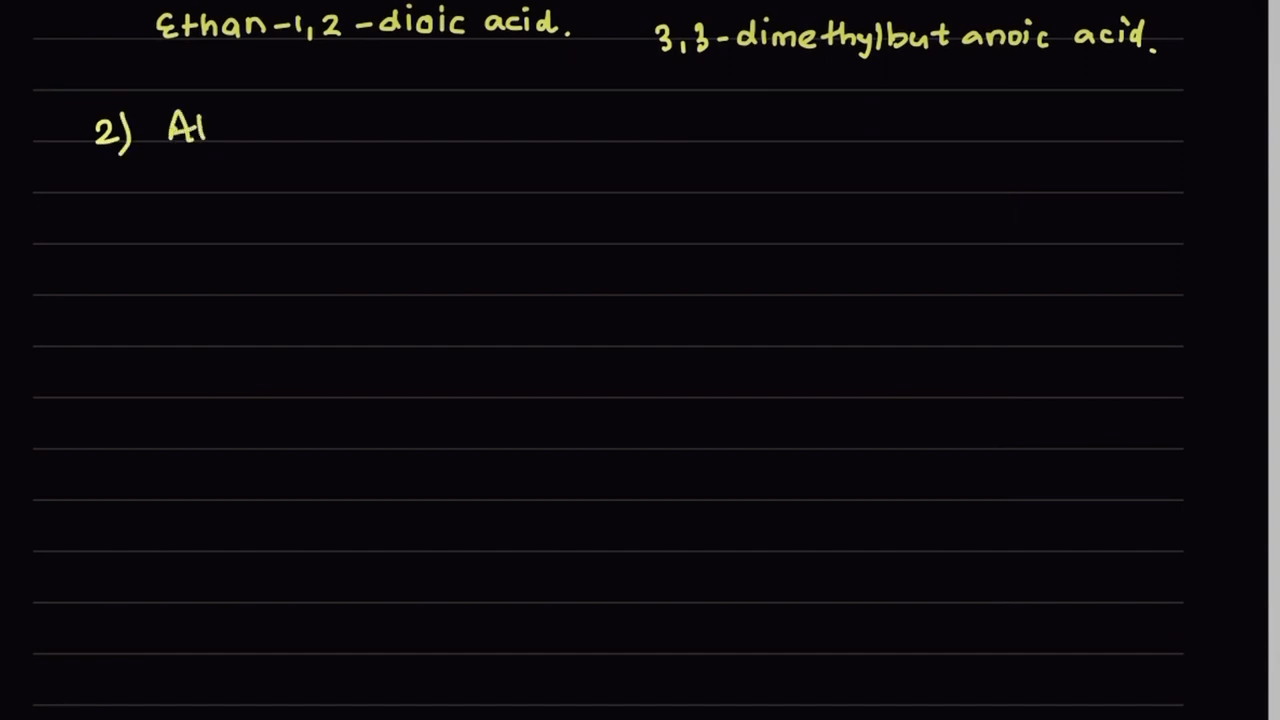 Ethan-1,2-dioic acid.
3,3-dimethylbutanoic acid.
2) Al